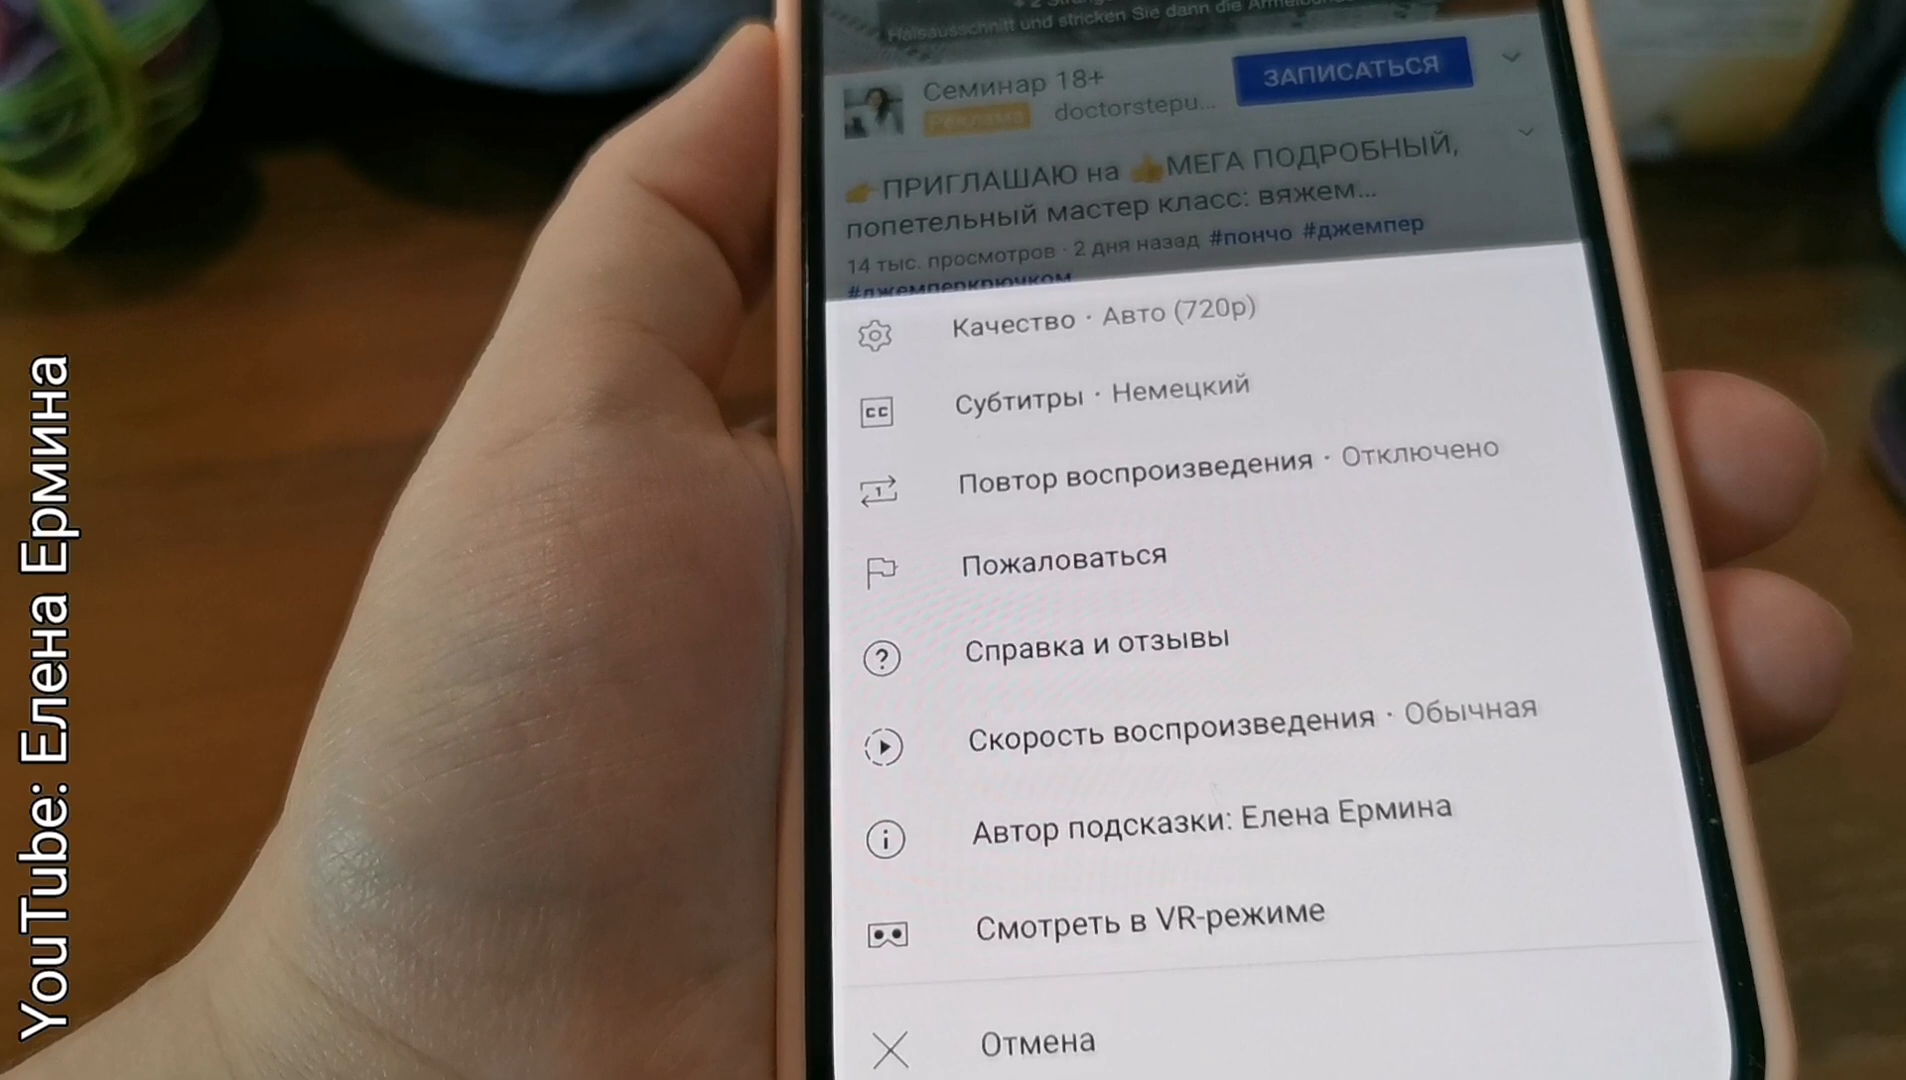 Halsausschnitt und stricken Sie dann die
Семинар 18+
ЗАПИСАТЬСЯ
Реклама doctorstepu...
👉ПРИГЛАШАЮ на 👍МЕГА ПОДРОБНЫЙ,
попетельный мастер класс: вяжем...
14 тыс. просмотров · 2 дня назад #пончо #джемпер
#джемперкрючком
Качество · Авто (720p)
Субтитры · Немецкий
Повтор воспроизведения · Отключено
Пожаловаться
Справка и отзывы
Скорость воспроизведения · Обычная
Автор подсказки: Елена Ермина
Смотреть в VR-режиме
Отмена
YouTube: Елена Ермина